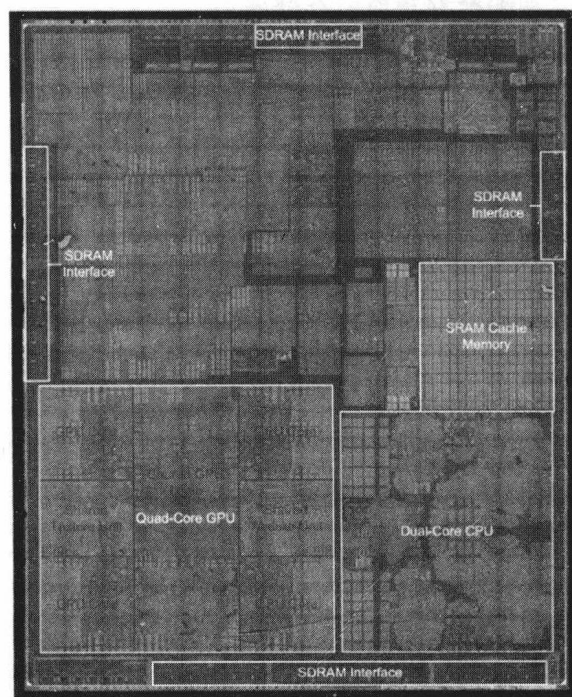 SDRAM Interface
SDRAM
Interface
SDRAM
Interface
SRAM Cache
Memory
Quad-Core GPU
Dual-Core CPU
SDRAM Interface